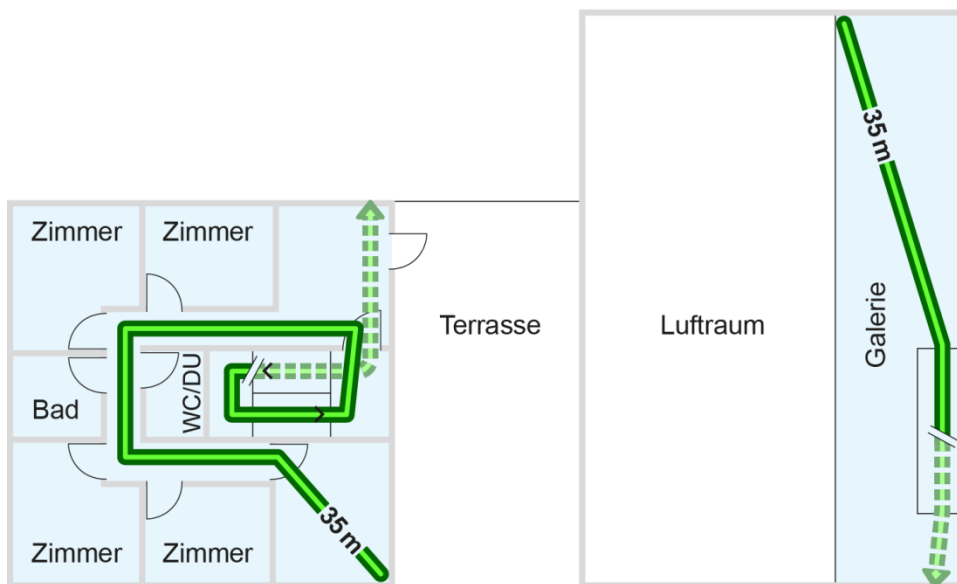 Zimmer
Zimmer
35 m
Terrasse
Luftraum
Galerie
WC/DU
Bad
Zimmer
Zimmer
35 m